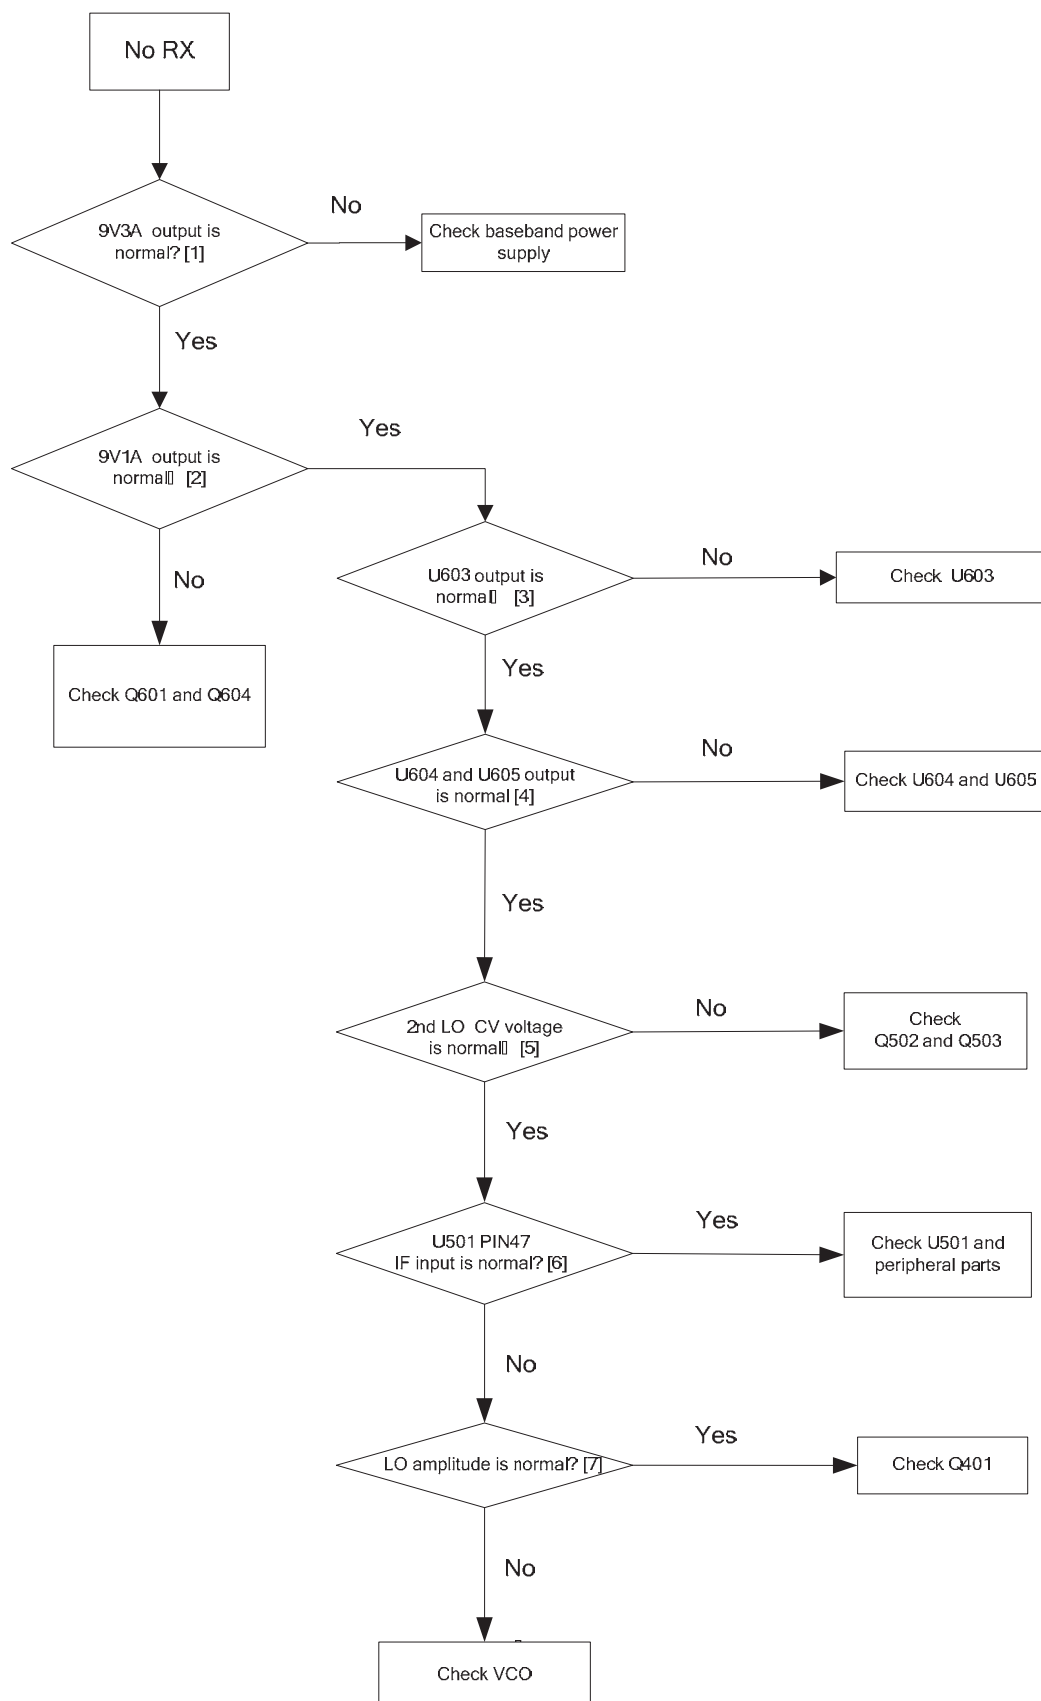 No RX
9V3A output is
normal? [1]
No
Check baseband power
supply
Yes
9V1A output is
normal [2]
Yes
No
Check Q601 and Q604
U603 output is
normal [3]
No
Check U603
Yes
U604 and U605 output
is normal [4]
No
Check U604 and U605
Yes
2nd LO CV voltage
is normal [5]
No
Check
Q502 and Q503
Yes
U501 PIN47
IF input is normal? [6]
Yes
Check U501 and
peripheral parts
No
LO amplitude is normal? [7]
Yes
Check Q401
No
Check VCO